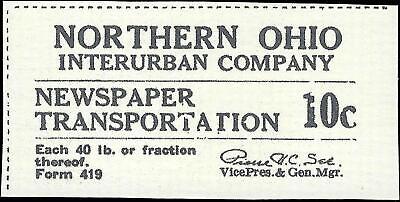 NORTHERN OHIO
INTERURBAN COMPANY
NEWSPAPER
TRANSPORTATION 10c
Each 40 lb. or fraction
thereof.
Form 419
VicePres. & Gen. Mgr.